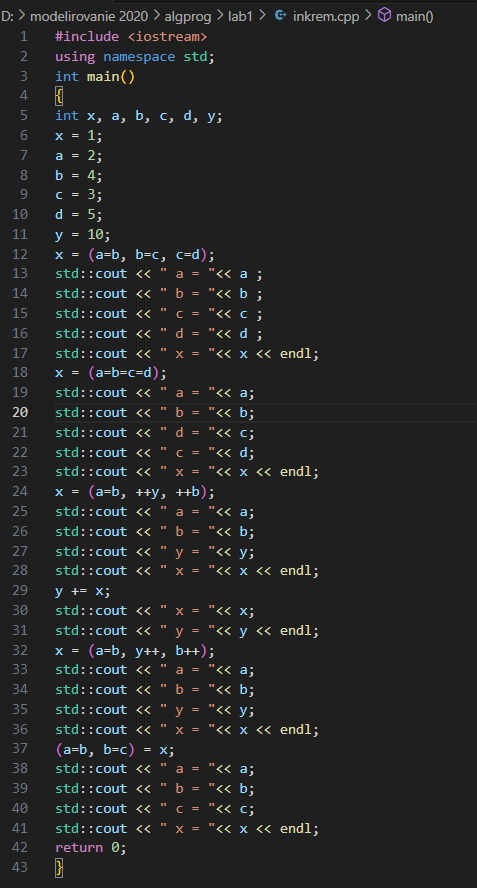 D: > modelirovanie 2020 > algprog > lab1 > inkrem.cpp > main()
1 #include <iostream>
2 using namespace std;
3 int main()
4 {
5 int x, a, b, c, d, y;
6 x = 1;
7 a = 2;
8 b = 4;
9 c = 3;
10 d = 5;
11 y = 10;
12 x = (a=b, b=c, c=d);
13 std::cout << " a = "<< a ;
14 std::cout << " b = "<< b ;
15 std::cout << " c = "<< c ;
16 std::cout << " d = "<< d ;
17 std::cout << " x = "<< x << endl;
18 x = (a=b=c=d);
19 std::cout << " a = "<< a;
20 std::cout << " b = "<< b;
21 std::cout << " d = "<< c;
22 std::cout << " c = "<< d;
23 std::cout << " x = "<< x << endl;
24 x = (a=b, ++y, ++b);
25 std::cout << " a = "<< a;
26 std::cout << " b = "<< b;
27 std::cout << " y = "<< y;
28 std::cout << " x = "<< x << endl;
29 y += x;
30 std::cout << " x = "<< x;
31 std::cout << " y = "<< y << endl;
32 x = (a=b, y++, b++);
33 std::cout << " a = "<< a;
34 std::cout << " b = "<< b;
35 std::cout << " y = "<< y;
36 std::cout << " x = "<< x << endl;
37 (a=b, b=c) = x;
38 std::cout << " a = "<< a;
39 std::cout << " b = "<< b;
40 std::cout << " c = "<< c;
41 std::cout << " x = "<< x << endl;
42 return 0;
43 }